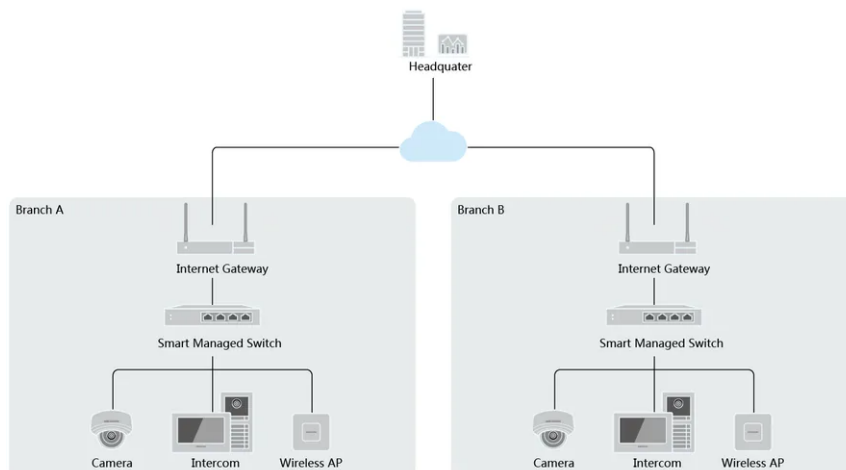 Headquater
Branch A
Branch B
Internet Gateway
Internet Gateway
Smart Managed Switch
Smart Managed Switch
Camera
Intercom
Wireless AP
Camera
Intercom
Wireless AP